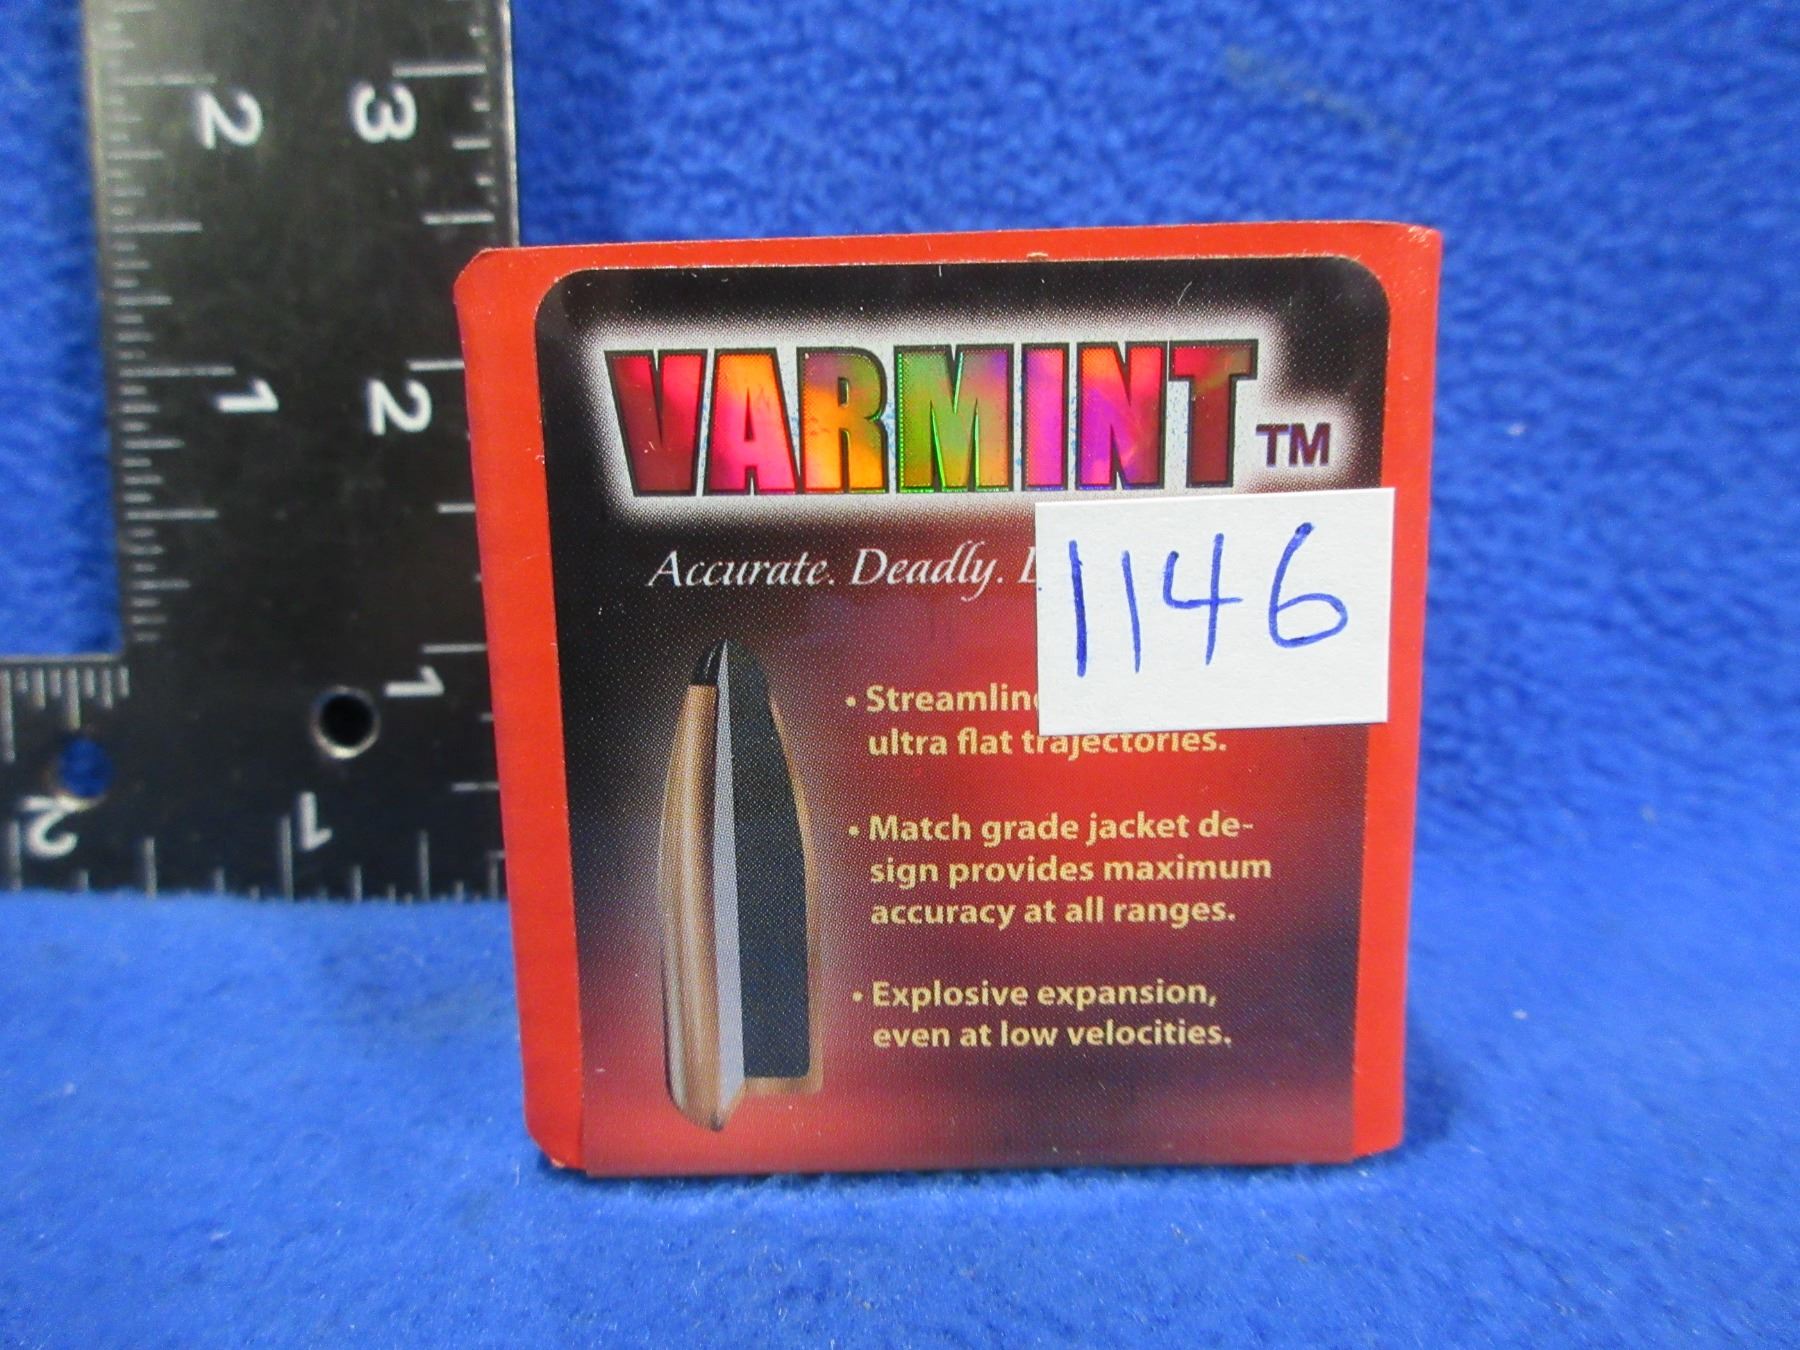 2 3
1 2
1
2 1
VARMINT™
Accurate. Deadly.
1146
• 
ultra flat trajectories.
• Match grade jacket de-
sign provides maximum
accuracy at all ranges.
• Explosive expansion,
even at low velocities.